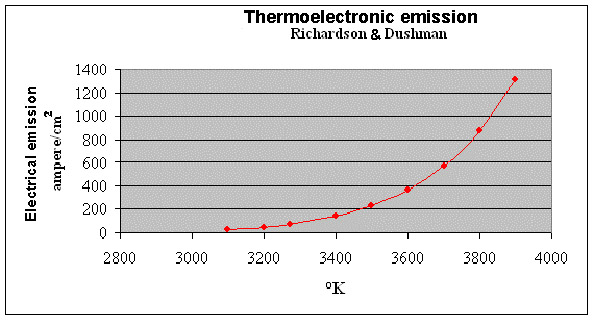 Thermoelectronic emission
Richardson & Dushman
Electrical emission
ampere/cm²
1400
1200
1000
800
600
400
200
0
2800 3000 3200 3400 3600 3800 4000
°K